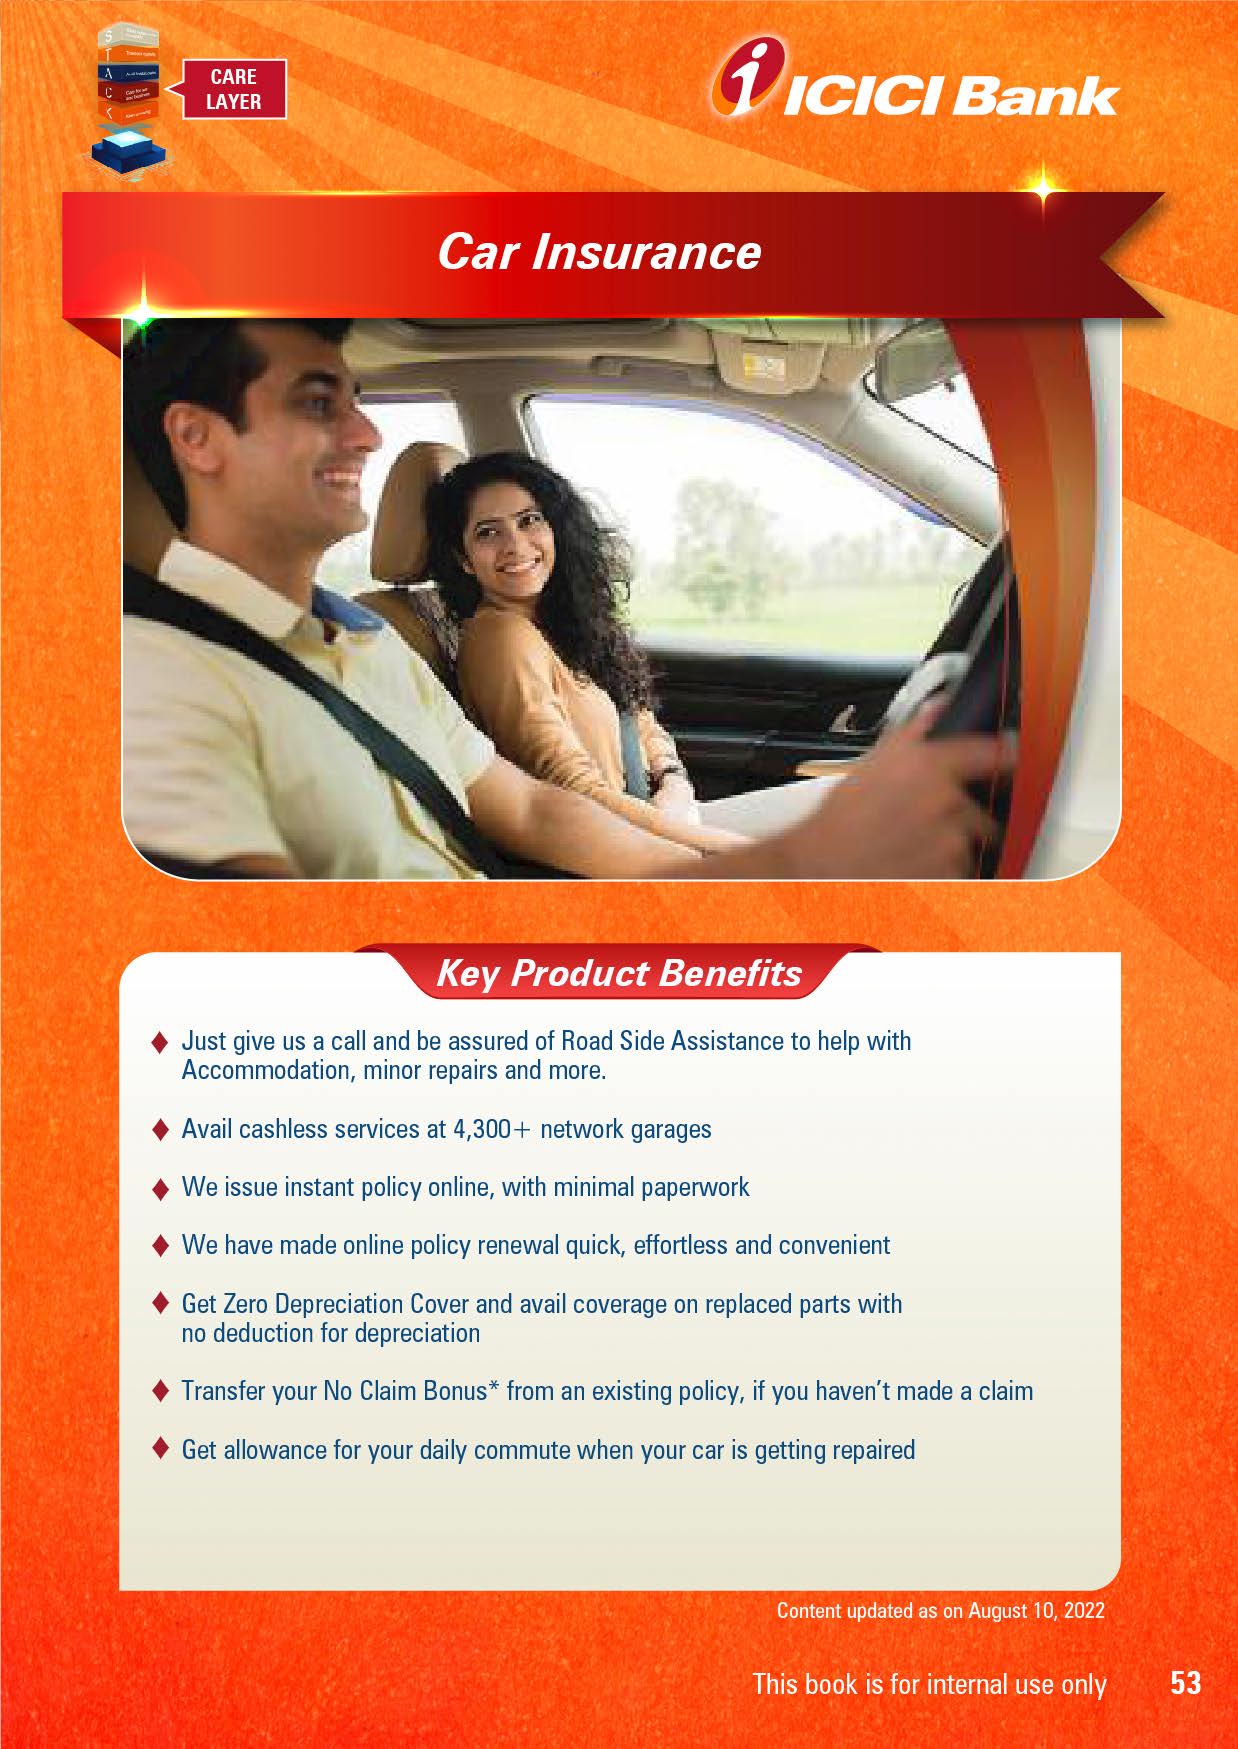 S
T
A
C
K
CARE
LAYER
ICICI Bank
Car Insurance
Key Product Benefits
Just give us a call and be assured of Road Side Assistance to help with
Accommodation, minor repairs and more.
Avail cashless services at 4,300+ network garages
We issue instant policy online, with minimal paperwork
We have made online policy renewal quick, effortless and convenient
Get Zero Depreciation Cover and avail coverage on replaced parts with
no deduction for depreciation
Transfer your No Claim Bonus* from an existing policy, if you haven’t made a claim
Get allowance for your daily commute when your car is getting repaired
Content updated as on August 10, 2022
This book is for internal use only 53